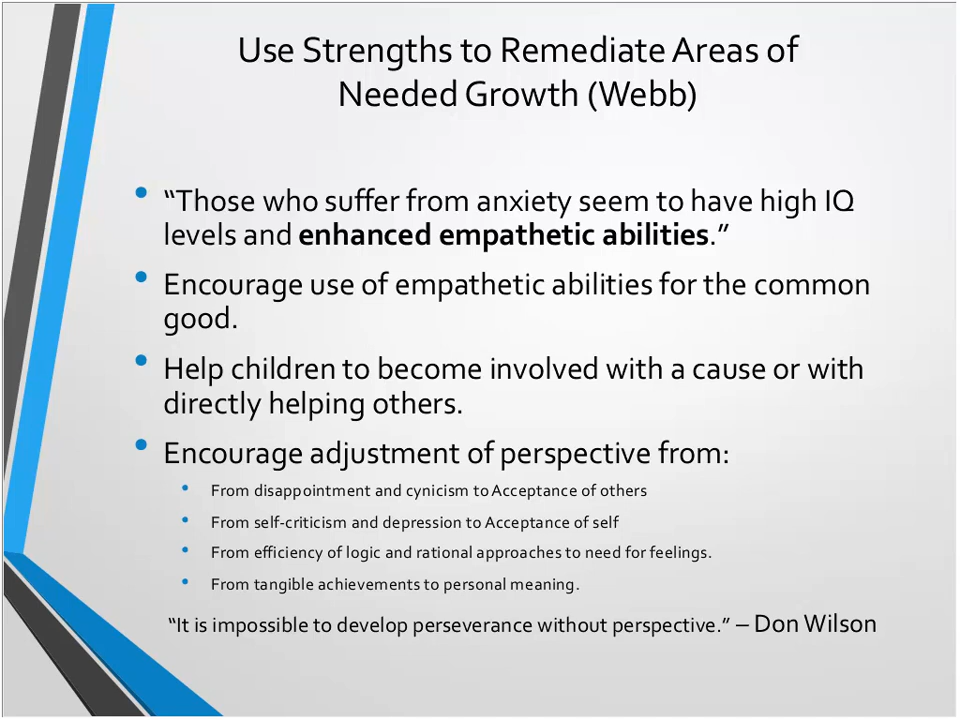 Use Strengths to Remediate Areas of
Needed Growth (Webb)
• “Those who suffer from anxiety seem to have high IQ
levels and enhanced empathetic abilities.”
• Encourage use of empathetic abilities for the common
good.
• Help children to become involved with a cause or with
directly helping others.
• Encourage adjustment of perspective from:
• From disappointment and cynicism to Acceptance of others
• From self-criticism and depression to Acceptance of self
• From efficiency of logic and rational approaches to need for feelings.
• From tangible achievements to personal meaning.
“It is impossible to develop perseverance without perspective.” – Don Wilson